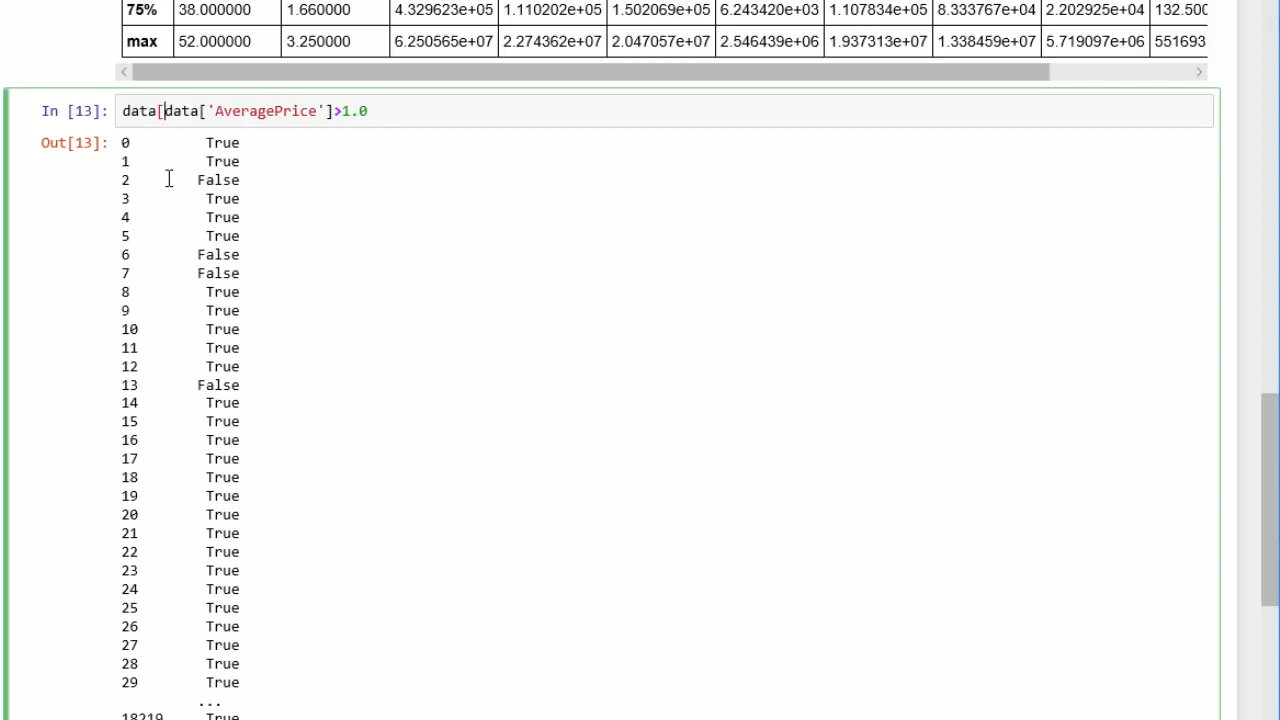 75% 38.000000 1.660000 4.329623e+05 1.110202e+05 1.502069e+05 6.243420e+03 1.107834e+05 8.333767e+04 2.202925e+04 132.500
max 52.000000 3.250000 6.250565e+07 2.274362e+07 2.047057e+07 2.546439e+06 1.937313e+07 1.338459e+07 5.719097e+06 551693
In [13]: data[data['AveragePrice']>1.0
Out[13]: 0 True
1 True
2 False
3 True
4 True
5 True
6 False
7 False
8 True
9 True
10 True
11 True
12 True
13 False
14 True
15 True
16 True
17 True
18 True
19 True
20 True
21 True
22 True
23 True
24 True
25 True
26 True
27 True
28 True
29 True
...
18219 True